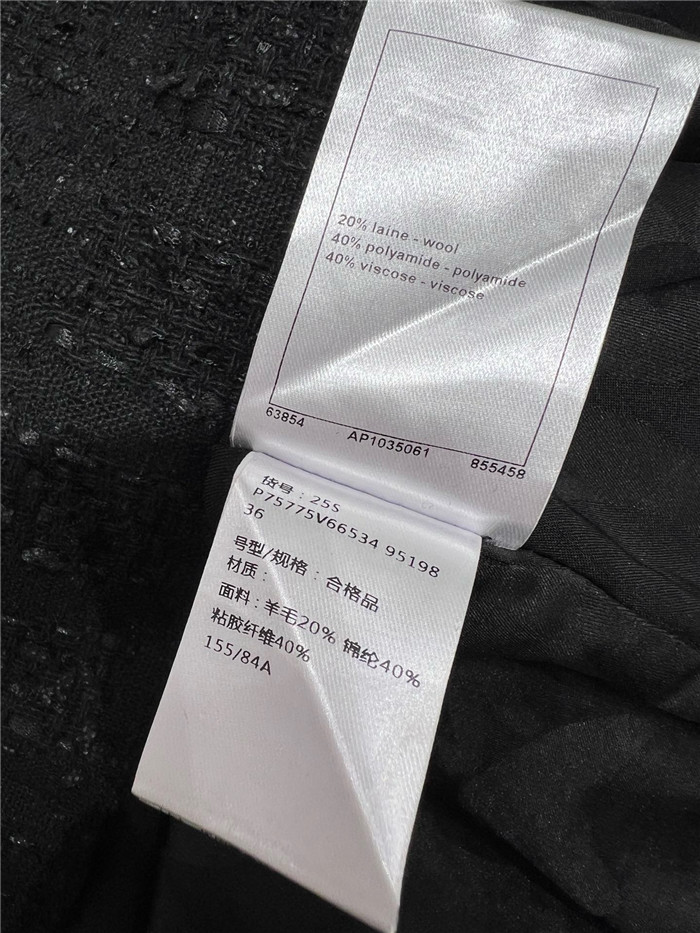 20% laine - wool
40% polyamide - polyamide
40% viscose - viscose
63854 AP1035061 855458
货号：25S
P75775V66534 95198
36
号型/规格：合格品
材质：
面料：羊毛20% 锦纶40%
粘胶纤维40%
155/84A